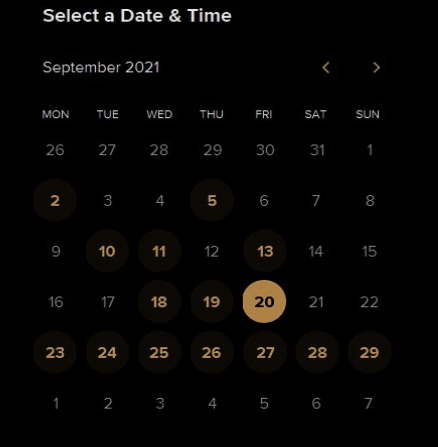 Select a Date & Time
September 2021
MON TUE WED THU FRI SAT SUN
26 27 28 29 30 31 1
2 3 4 5 6 7 8
9 10 11 12 13 14 15
16 17 18 19 20 21 22
23 24 25 26 27 28 29
1 2 3 4 5 6 7